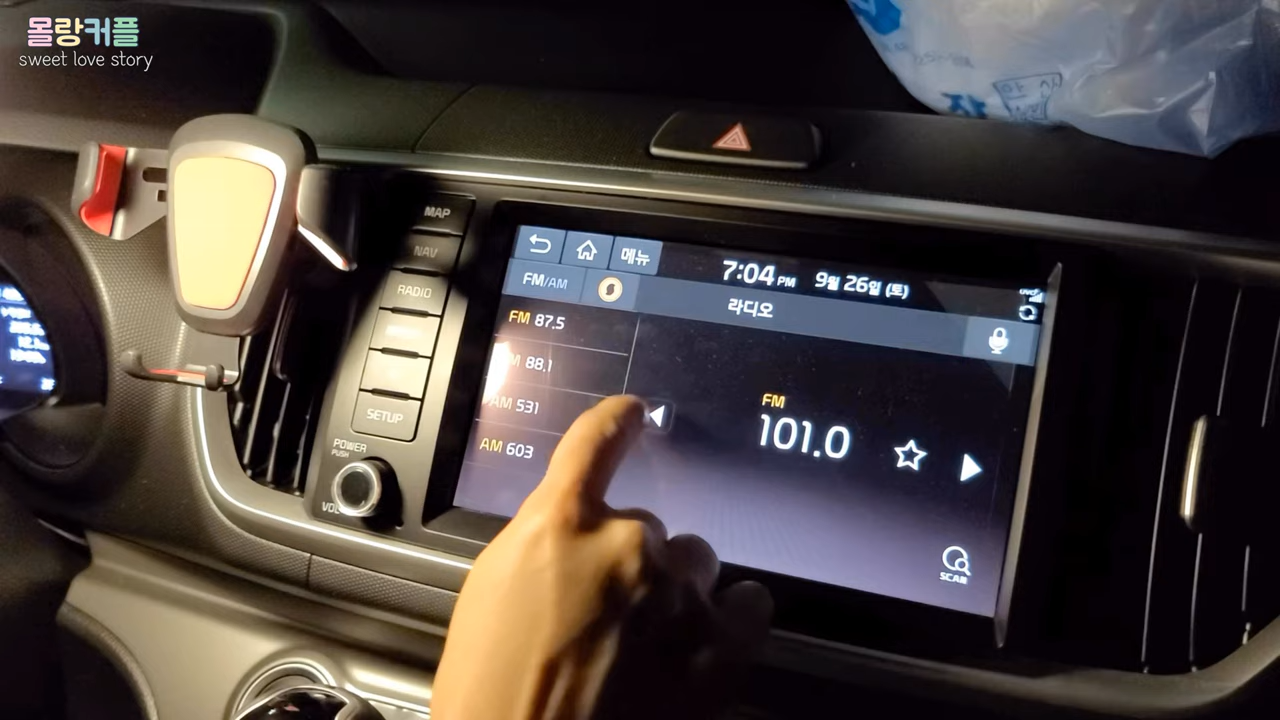 몰랑커플
sweet love story
MAP
NAV
RADIO
SETUP
POWER
PUSH
메뉴
7:04 PM 9월 26일 (토)
FM/AM
라디오
FM 87.5
88.1
AM 531
AM 603
FM
101.0
SCAN